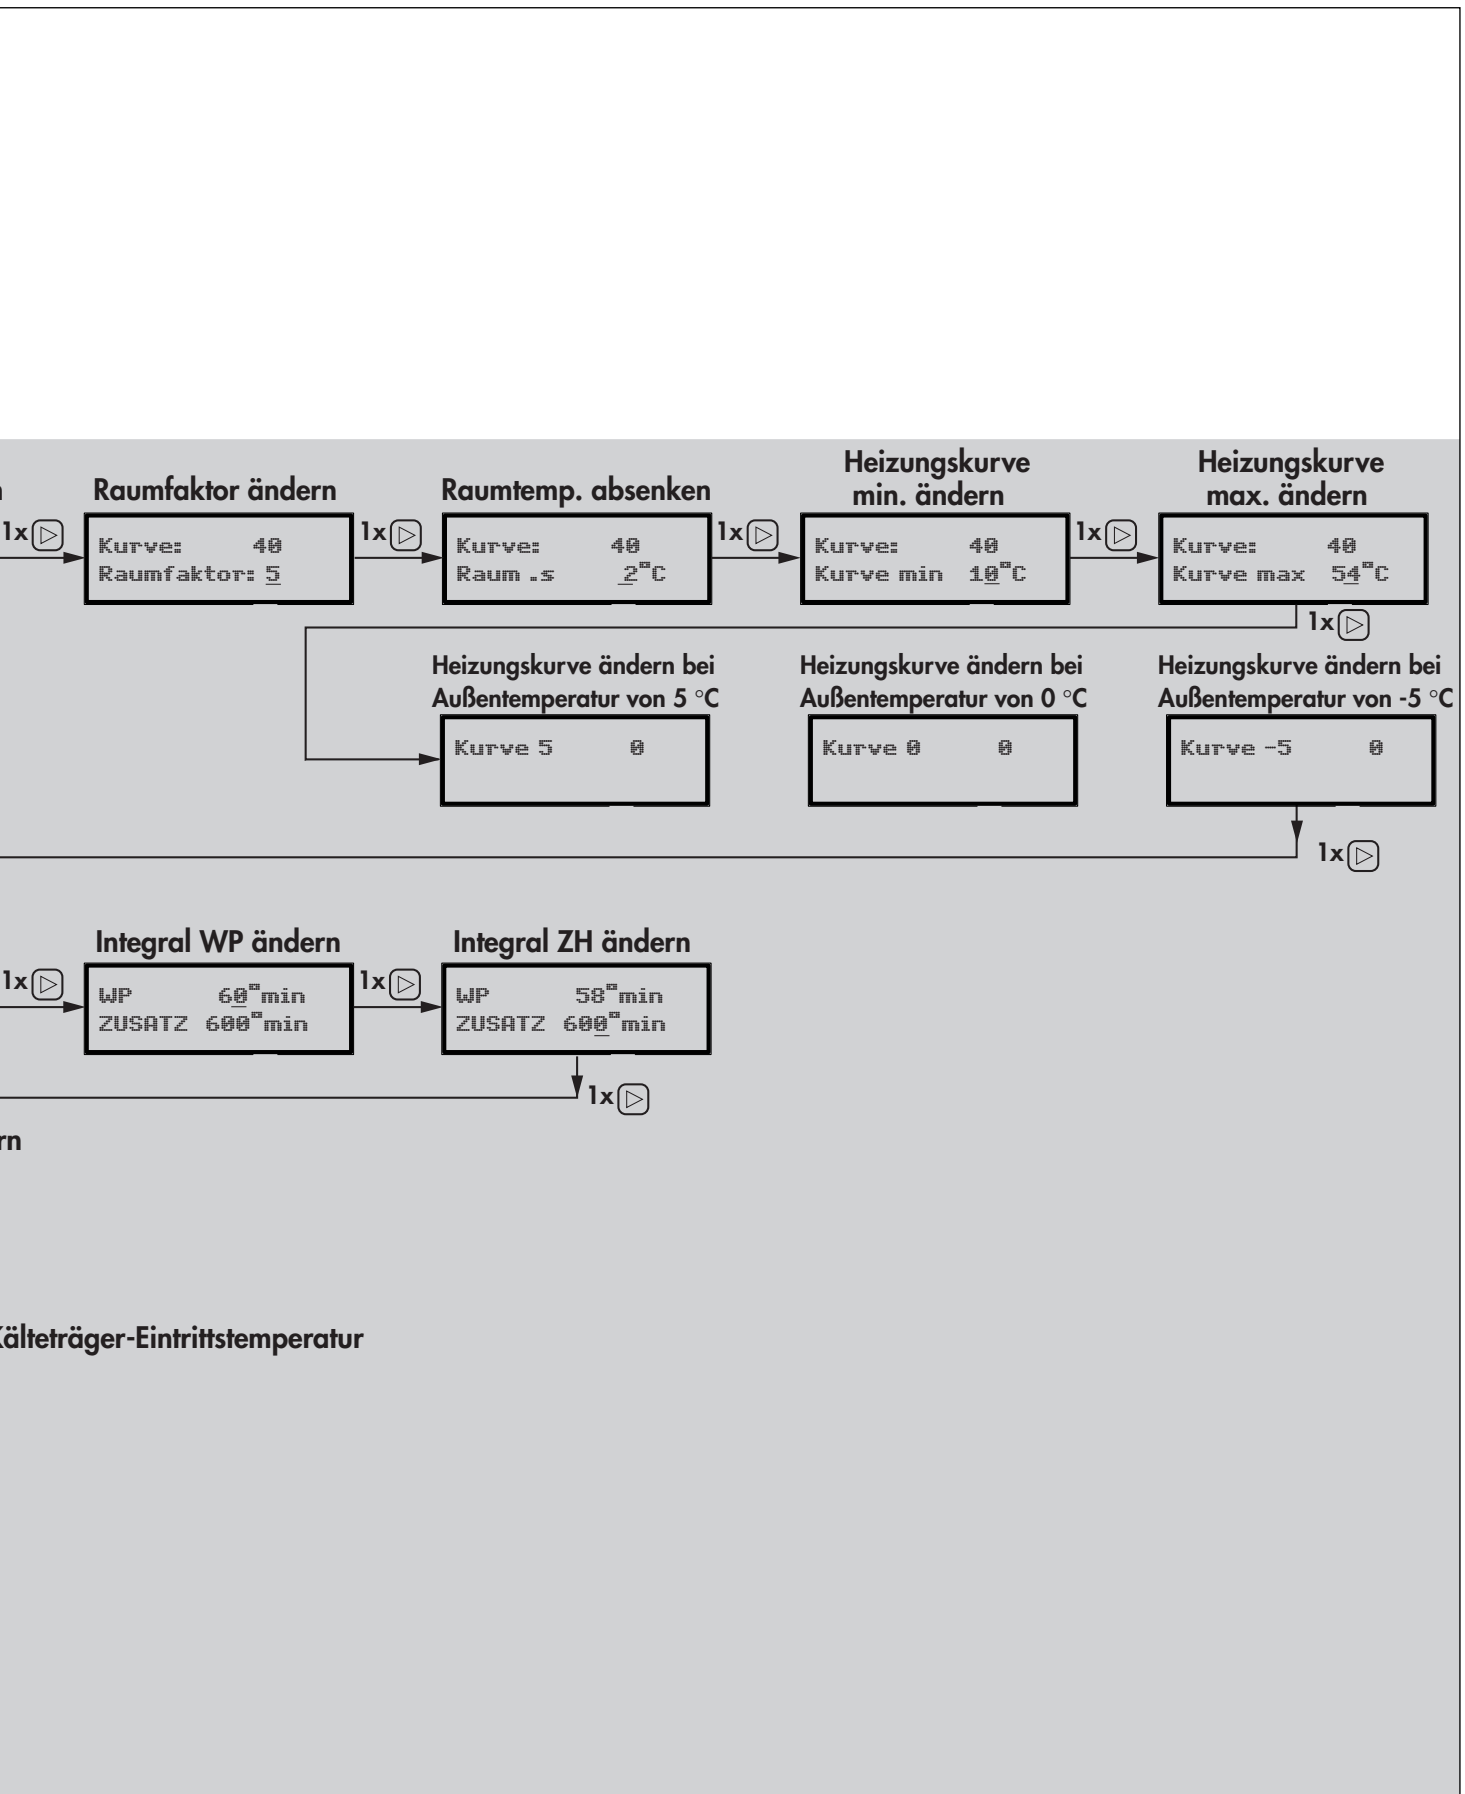 Raumfaktor ändern
Raumtemp. absenken
Heizungskurve
min. ändern
Heizungskurve
max. ändern
1x
Kurve: 40
Raumfaktor: 5
1x
Kurve: 40
Raum .s 2°C
1x
Kurve: 40
Kurve min 10°C
1x
Kurve: 40
Kurve max 54°C
1x
Heizungskurve ändern bei
Außentemperatur von 5 °C
Heizungskurve ändern bei
Außentemperatur von 0 °C
Heizungskurve ändern bei
Außentemperatur von -5 °C
Kurve 5 0
Kurve 0 0
Kurve -5 0
1x
Integral WP ändern
Integral ZH ändern
1x
WP 60°min
ZUSATZ 600°min
1x
WP 58°min
ZUSATZ 600°min
1x
rn
Kälteträger-Eintrittstemperatur